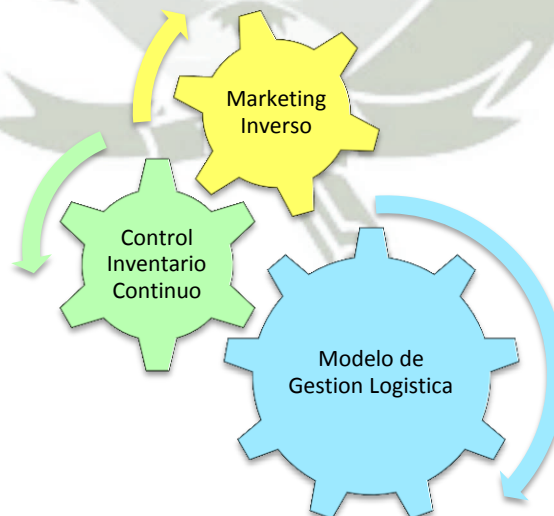 Marketing
Inverso
Control
Inventario
Continuo
Modelo de
Gestion Logistica